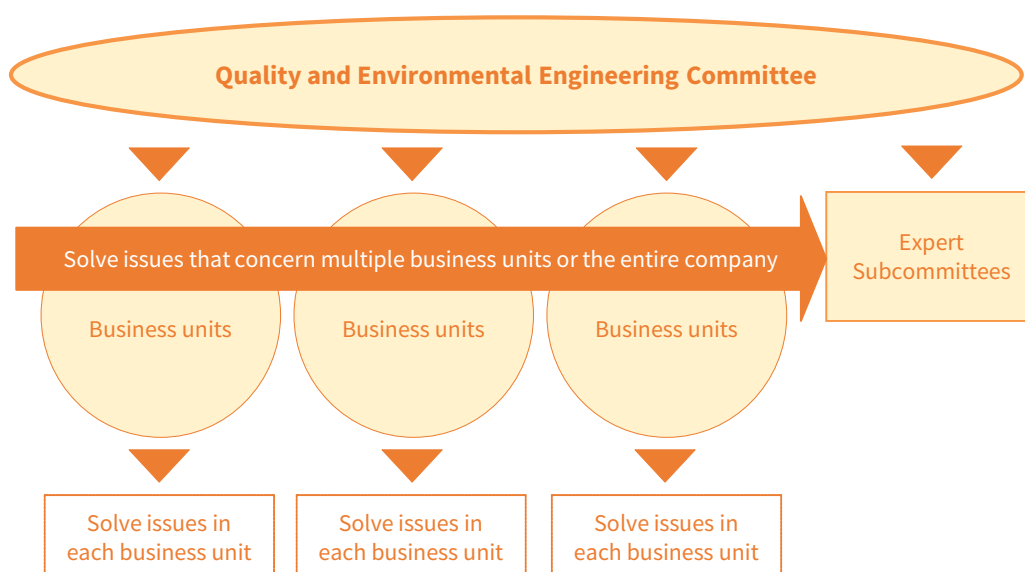 Quality and Environmental Engineering Committee
Solve issues that concern multiple business units or the entire company
Expert
Subcommittees
Business units
Business units
Business units
Solve issues in
each business unit
Solve issues in
each business unit
Solve issues in
each business unit